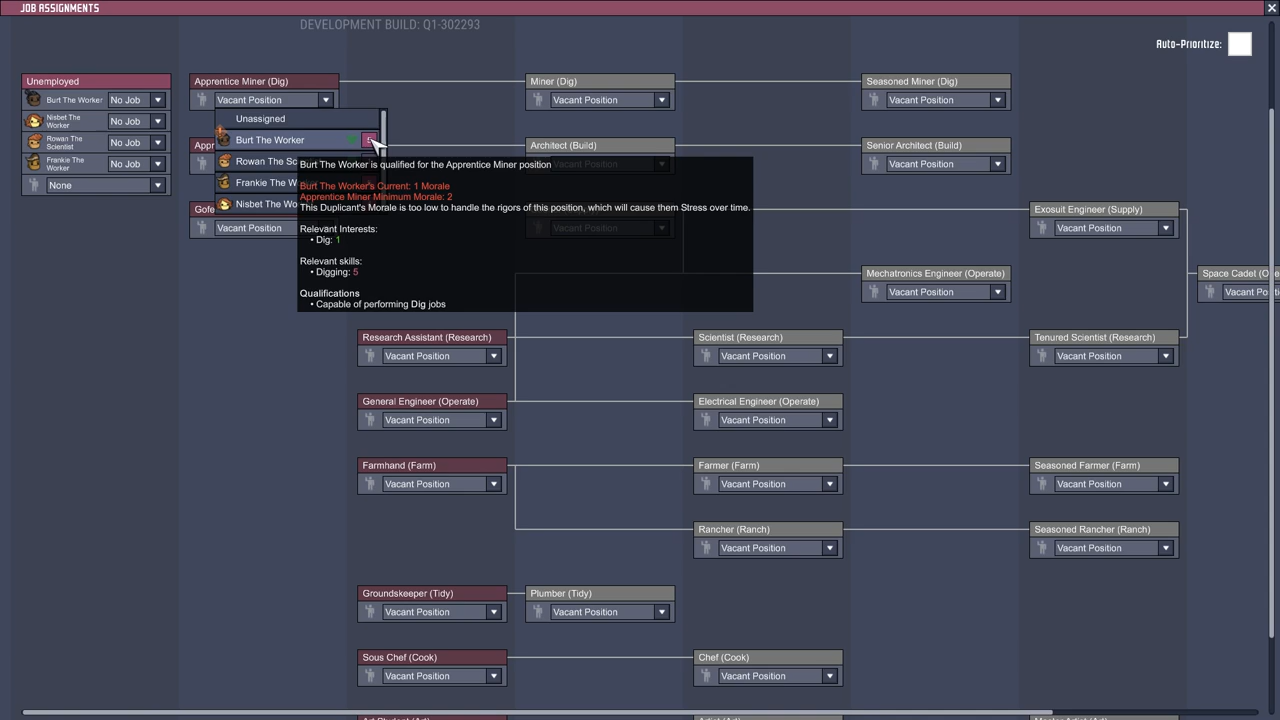 JOB ASSIGNMENTS
DEVELOPMENT BUILD: Q1-302293
Auto-Prioritize:
Unemployed
Burt The Worker No Job
Nisbet The Worker No Job
Rowan The Scientist No Job
Frankie The Worker No Job
None
Apprentice Miner (Dig)
Vacant Position
Unassigned
Burt The Worker
Rowan The Sc
Frankie The W
Nisbet The Wo
Miner (Dig)
Vacant Position
Seasoned Miner (Dig)
Vacant Position
Architect (Build)
Vacant Position
Senior Architect (Build)
Vacant Position
Burt The Worker is qualified for the Apprentice Miner position
Burt The Worker's Current: 1 Morale
Apprentice Miner Minimum Morale: 2
This Duplicant's Morale is too low to handle the rigors of this position, which will cause them Stress over time.
Relevant Interests:
• Dig: 1
Relevant skills:
• Digging: 5
Qualifications
• Capable of performing Dig jobs
Vacant Position
Vacant Position
Exosuit Engineer (Supply)
Vacant Position
Mechatronics Engineer (Operate)
Vacant Position
Space Cadet (Ope
Vacant Posi
Research Assistant (Research)
Vacant Position
Scientist (Research)
Vacant Position
Tenured Scientist (Research)
Vacant Position
General Engineer (Operate)
Vacant Position
Electrical Engineer (Operate)
Vacant Position
Farmhand (Farm)
Vacant Position
Farmer (Farm)
Vacant Position
Seasoned Farmer (Farm)
Vacant Position
Rancher (Ranch)
Vacant Position
Seasoned Rancher (Ranch)
Vacant Position
Groundskeeper (Tidy)
Vacant Position
Plumber (Tidy)
Vacant Position
Sous Chef (Cook)
Vacant Position
Chef (Cook)
Vacant Position